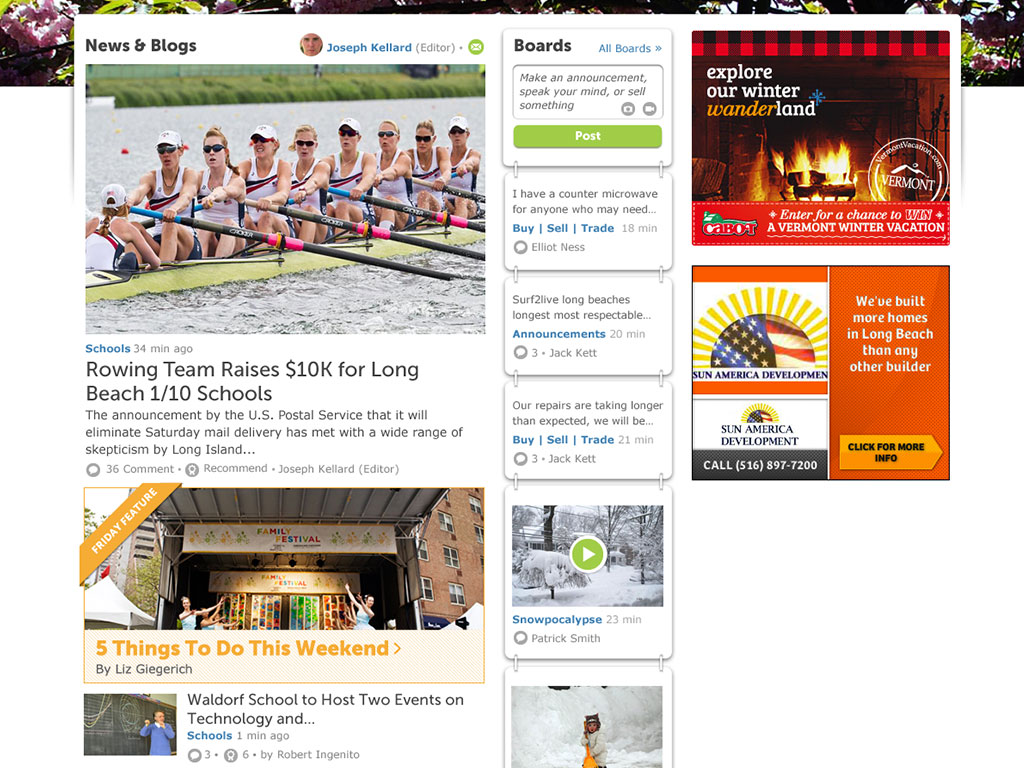 News & Blogs
Joseph Kellard (Editor) •
CROKER
CROKER
Schools 34 min ago
Rowing Team Raises $10K for Long
Beach 1/10 Schools
The announcement by the U.S. Postal Service that it will
eliminate Saturday mail delivery has met with a wide range of
skepticism by Long Island...
36 Comment • Recommend • Joseph Kellard (Editor)
FRIDAY FEATURE
FAMILY
FESTIVAL
FAMILY
FESTIVAL
5 Things To Do This Weekend >
By Liz Giegerich
Waldorf School to Host Two Events on
Technology and...
Schools 1 min ago
3 • 6 • by Robert Ingenito
Boards
All Boards »
Make an announcement,
speak your mind, or sell
something
Post
I have a counter microwave
for anyone who may need...
Buy | Sell | Trade 18 min
Elliot Ness
Surf2live long beaches
longest most respectable...
Announcements 20 min
3 • Jack Kett
Our repairs are taking longer
than expected, we will be...
Buy | Sell | Trade 21 min
3 • Jack Kett
Snowpocalypse 23 min
Patrick Smith
explore
our winter
wanderland
VermontVacation.com
VERMONT
CABOT
Enter for a chance to WIN
A VERMONT WINTER VACATION
SUN AMERICA DEVELOPMEN
SUN AMERICA
DEVELOPMENT
CALL (516) 897-7200
We've built
more homes
in Long Beach
than any
other builder
CLICK FOR MORE
INFO